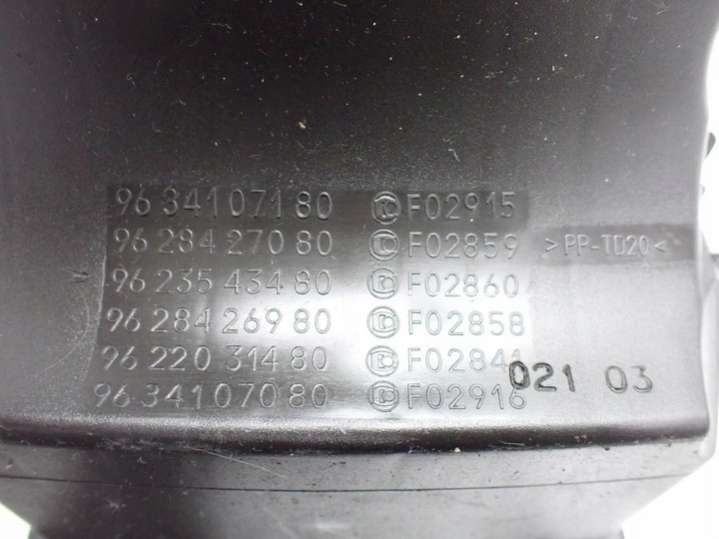 96 341 071 80 F02915
96 284 270 80 F02859 >PP-TD20<
96 235 434 80 F02860
96 284 269 80 F02858
96 220 314 80 F02841
96 341 070 80 F02916
021 03